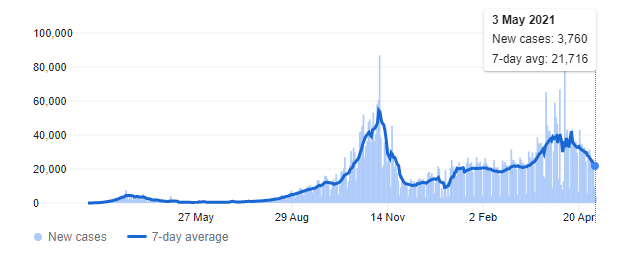 3 May 2021
New cases: 3,760
7-day avg: 21,716
100,000
80,000
60,000
40,000
20,000
0
27 May
29 Aug
14 Nov
2 Feb
20 Apr
New cases
7-day average